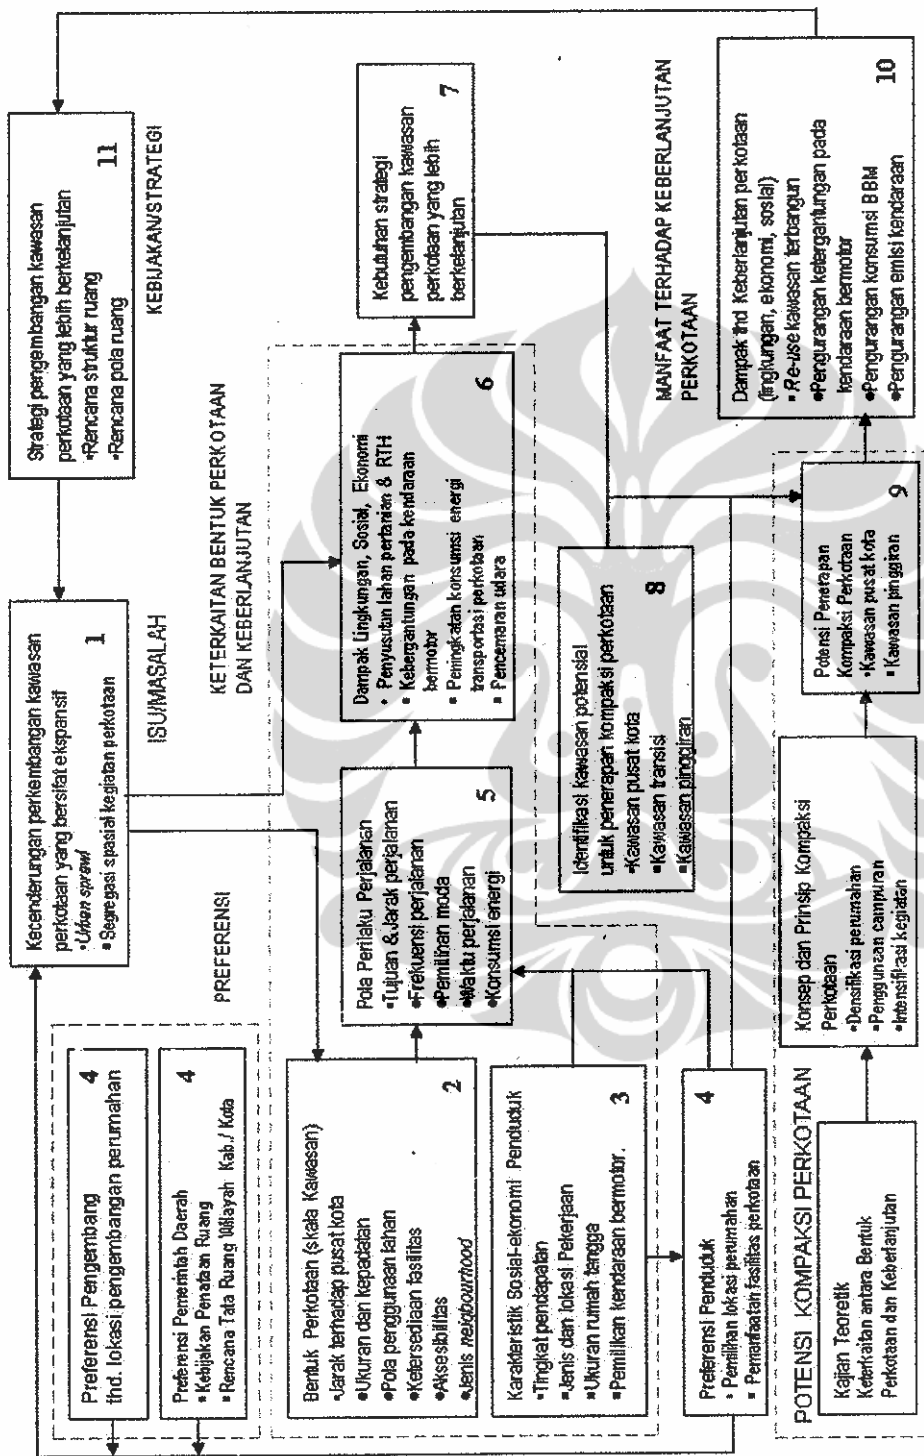 Preferensi Pengembang 4
thd. lokasi pengembangan perumahan
Preferensi Pemerintah Daerah 4
• Kebijakan Penataan Ruang
• Rencana Tata Ruang Wilayah Kab./ Kota
PREFERENSI
Kecenderungan perkembangan kawasan
perkotaan yang bersifat ekspansif
• Urban sprawl
• Segregasi spasial kegiatan perkotaan
1
ISU/MASALAH
Strategi pengembangan kawasan
perkotaan yang lebih berkelanjutan
• Rencana struktur ruang
• Rencana pola ruang
11
KEBIJAKAN/STRATEGI
KETERKAITAN BENTUK PERKOTAAN
DAN KEBERLANJUTAN
Bentuk Perkotaan (skala Kawasan)
• Jarak terhadap pusat kota
• Ukuran dan kepadatan
• Pola penggunaan lahan
• Ketersediaan fasilitas
• Aksesibilitas
• Jenis neighbourhood
2
Karakteristik Sosial-ekonomi Penduduk
• Tingkat pendapatan
• Jenis dan lokasi Pekerjaan
• Ukuran rumah tangga
• Pemilikan kendaraan bermotor.
3
Preferensi Penduduk 4
• Pemilihan lokasi perumahan
• Pemanfaatan fasilitas perkotaan
Pola Perilaku Perjalanan
• Tujuan & Jarak perjalanan
• Frekuensi perjalanan
• Pemilihan moda
• Waktu perjalanan
• Konsumsi energi
5
Dampak Lingkungan, Sosial, Ekonomi
• Penyusutan lahan pertanian & RTH
• Kebergantungan pada kendaraan
bermotor
• Peningkatan konsumsi energi
transportasi perkotaan
• Pencemaran udara
6
Kebutuhan strategi
pengembangan kawasan
perkotaan yang lebih
berkelanjutan
7
Identifikasi kawasan potensial
untuk penerapan kompaksi perkotaan
• Kawasan pusat kota
• Kawasan transisi
• Kawasan pinggiran
8
POTENSI KOMPAKSI PERKOTAAN
Kajian Teoretik
Keterkaitan antara Bentuk
Perkotaan dan Keberlanjutan
Konsep dan Prinsip Kompaksi
Perkotaan
• Densifikasi perumahan
• Penggunaan campuran
• Intensifikasi kegiatan
Potensi Penerapan
Kompaksi Perkotaan
• Kawasan pusat kota
• Kawasan pinggiran
9
MANFAAT TERHADAP KEBERLANJUTAN
PERKOTAAN
Dampak thd Keberlanjutan perkotaan
(lingkungan, ekonomi, sosial)
• Re-use kawasan terbangun
• Pengurangan ketergantungan pada
kendaraan bermotor
• Pengurangan konsumsi BBM
• Pengurangan emisi kendaraan
10